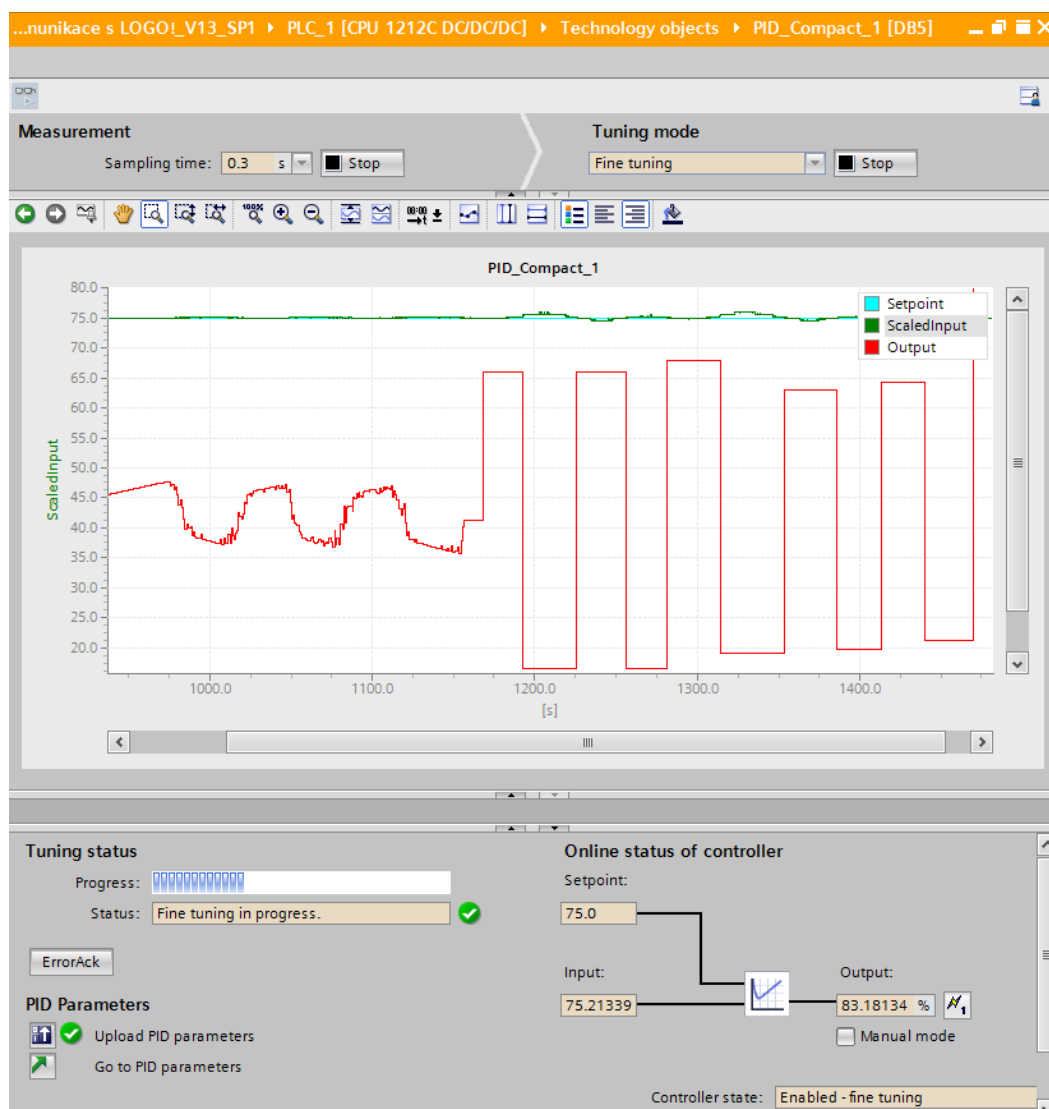 ...nunikace s LOGO!_V13_SP1 ▸ PLC_1 [CPU 1212C DC/DC/DC] ▸ Technology objects ▸ PID_Compact_1 [DB5]
Measurement
Sampling time: 0.3 s Stop
Tuning mode
Fine tuning Stop
100%
00:00
t
PID_Compact_1
Setpoint
ScaledInput
Output
ScaledInput
80.0
75.0
70.0
65.0
60.0
55.0
50.0
45.0
40.0
35.0
30.0
25.0
20.0
1000.0 1100.0 1200.0 1300.0 1400.0
[s]
Tuning status
Progress:
Status: Fine tuning in progress.
ErrorAck
PID Parameters
Upload PID parameters
Go to PID parameters
Online status of controller
Setpoint:
75.0
Input: Output:
75.21339 83.18134 %
1
Manual mode
Controller state: Enabled - fine tuning